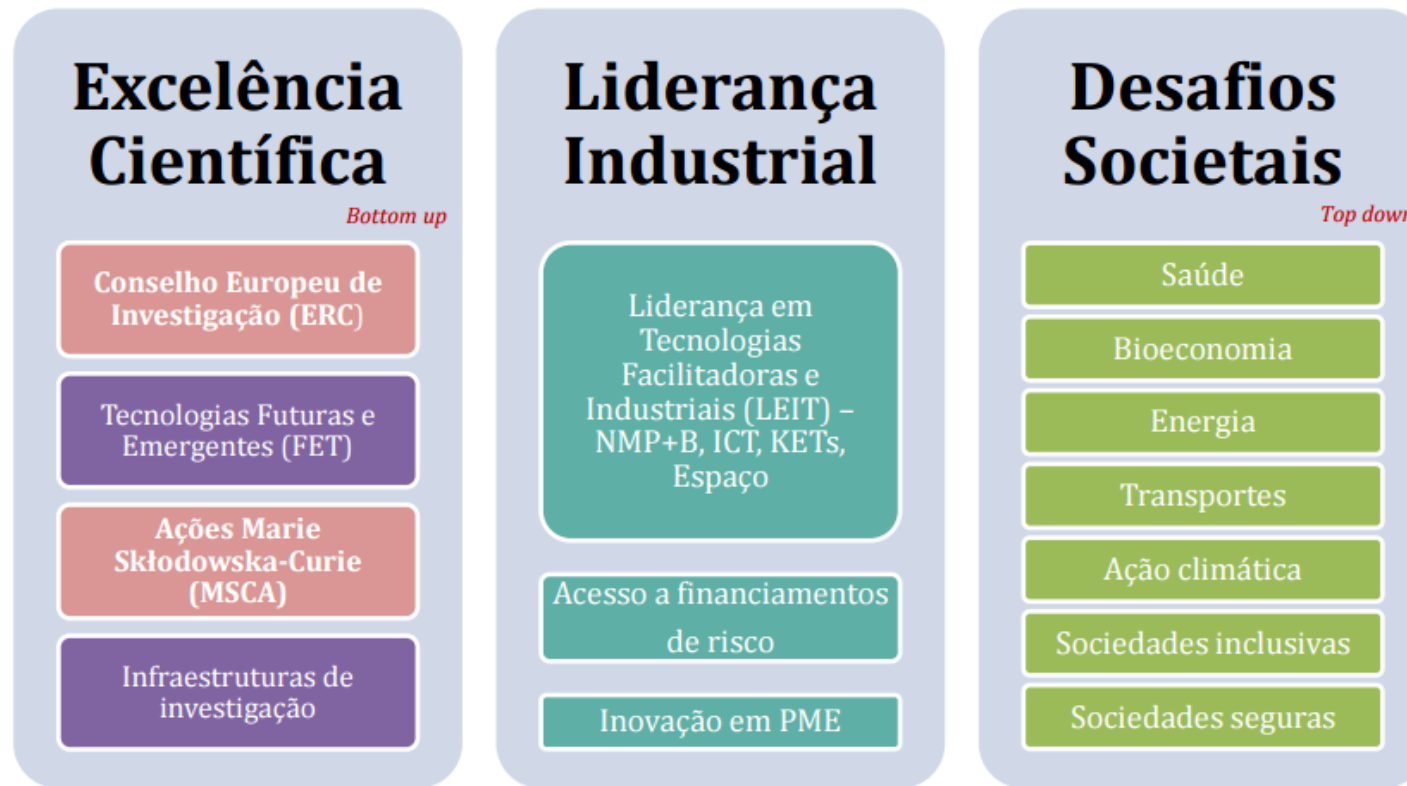 Excelência
Científica
Bottom up
Conselho Europeu de
Investigação (ERC)
Tecnologias Futuras e
Emergentes (FET)
Ações Marie
Skłodowska-Curie
(MSCA)
Infraestruturas de
investigação
Liderança
Industrial
Liderança em
Tecnologias
Facilitadoras e
Industriais (LEIT) –
NMP+B, ICT, KETs,
Espaço
Acesso a financiamentos
de risco
Inovação em PME
Desafios
Societais
Top down
Saúde
Bioeconomia
Energia
Transportes
Ação climática
Sociedades inclusivas
Sociedades seguras